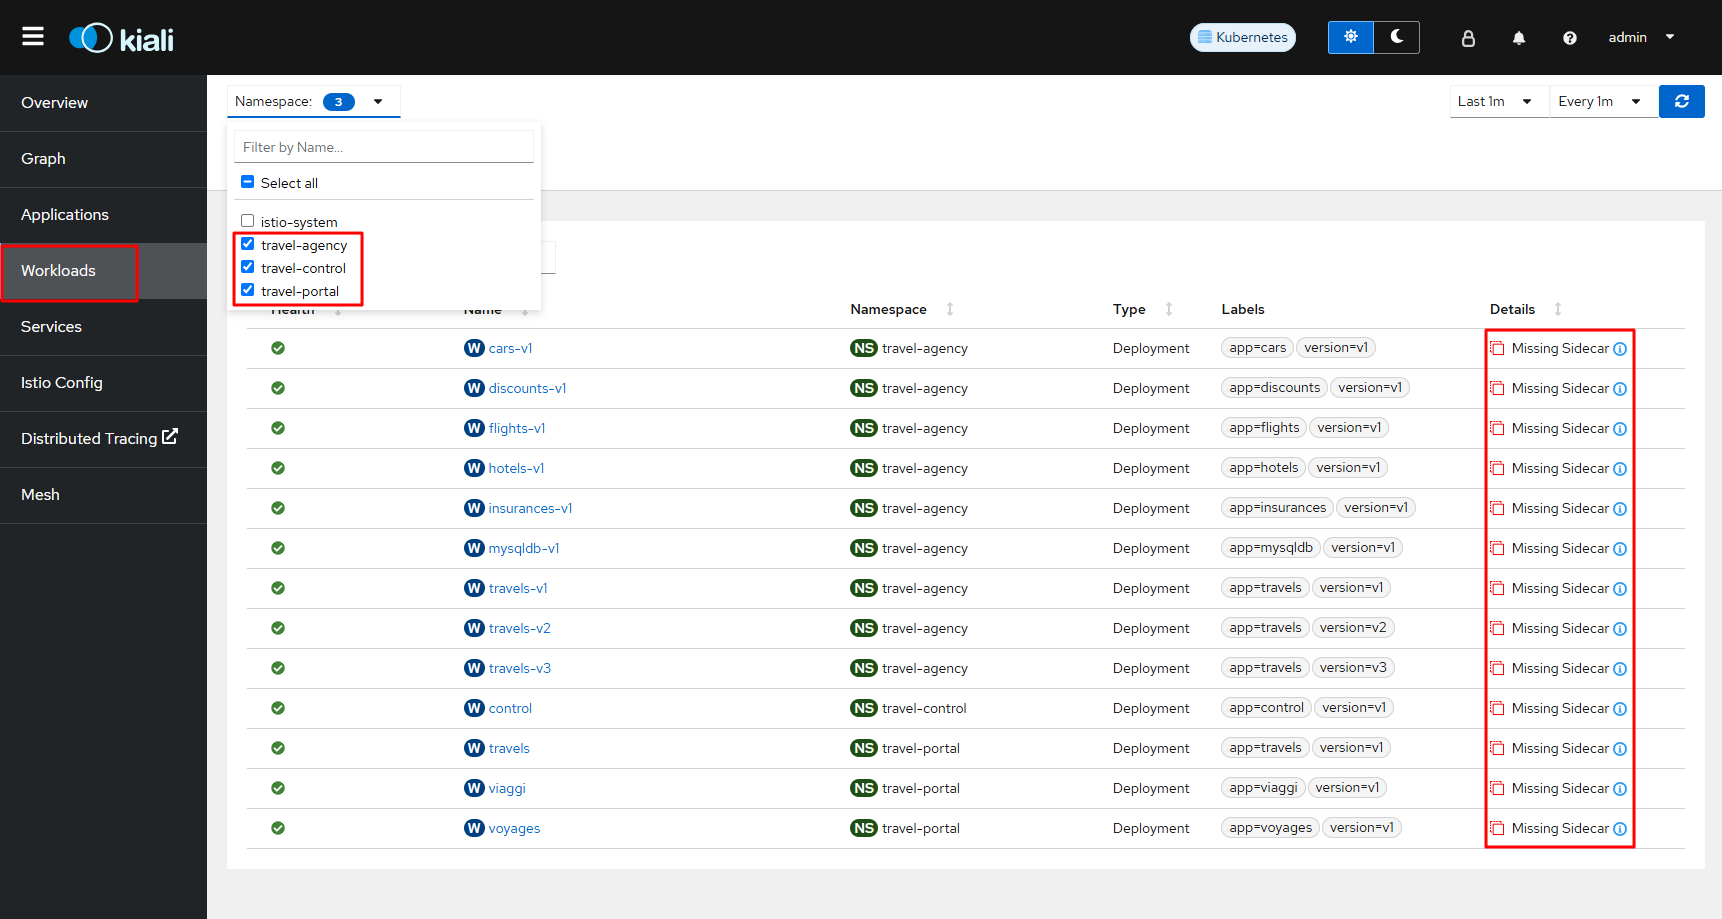 kiali
Kubernetes
admin
Overview
Graph
Applications
Workloads
Services
Istio Config
Distributed Tracing
Mesh
Namespace: 3
Last 1m
Every 1m
Filter by Name...
Select all
istio-system
travel-agency
travel-control
travel-portal
Health Name Namespace Type Labels Details
W cars-v1 NS travel-agency Deployment app=cars version=v1 Missing Sidecar
W discounts-v1 NS travel-agency Deployment app=discounts version=v1 Missing Sidecar
W flights-v1 NS travel-agency Deployment app=flights version=v1 Missing Sidecar
W hotels-v1 NS travel-agency Deployment app=hotels version=v1 Missing Sidecar
W insurances-v1 NS travel-agency Deployment app=insurances version=v1 Missing Sidecar
W mysqldb-v1 NS travel-agency Deployment app=mysqldb version=v1 Missing Sidecar
W travels-v1 NS travel-agency Deployment app=travels version=v1 Missing Sidecar
W travels-v2 NS travel-agency Deployment app=travels version=v2 Missing Sidecar
W travels-v3 NS travel-agency Deployment app=travels version=v3 Missing Sidecar
W control NS travel-control Deployment app=control version=v1 Missing Sidecar
W travels NS travel-portal Deployment app=travels version=v1 Missing Sidecar
W viaggi NS travel-portal Deployment app=viaggi version=v1 Missing Sidecar
W voyages NS travel-portal Deployment app=voyages version=v1 Missing Sidecar